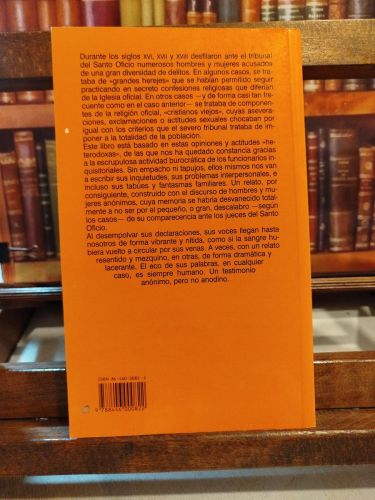 Durante los siglos XVI, XVII y XVIII desfilaron ante el tribunal
del Santo Oficio numerosos hombres y mujeres acusados
de una gran diversidad de delitos. En algunos casos, se tra-
taba de «grandes herejes» que se habían permitido seguir
practicando en secreto confesiones religiosas que diferían
de la Iglesia oficial. En otros casos —y de forma casi tan fre-
cuente como en el caso anterior— se trataba de componen-
tes de la religión oficial, «cristianos viejos», cuyas asevera-
ciones, exclamaciones o actitudes sexuales chocaban por
igual con los criterios que el severo tribunal trataba de impo-
ner a la totalidad de la población.
Este libro está basado en estas opiniones y actitudes «he-
terodoxas», de las que nos ha quedado constancia gracias
a la escrupulosa actividad burocrática de los funcionarios in-
quisitoriales. Sin empacho ni tapujos, ellos mismos nos van
a escribir sus inquietudes, sus problemas interpersonales, e
incluso sus tabúes y fantasmas familiares. Un relato, por
consiguiente, construido con el discurso de hombres y mu-
jeres anónimos, cuya memoria se habría desvanecido total-
mente a no ser por el pequeño, o gran, descalabro —según
los casos— de su comparecencia ante los jueces del Santo
Oficio.
Al desempolvar sus declaraciones, sus voces llegan hasta
nosotros de forma vibrante y nítida, como si la sangre hu-
biera vuelto a circular por sus venas. A veces, con un relato
resentido y mezquino, en otras, de forma dramática y
lacerante. El eco de sus palabras, en cualquier
caso, es siempre humano. Un testimonio
anónimo, pero no anodino.